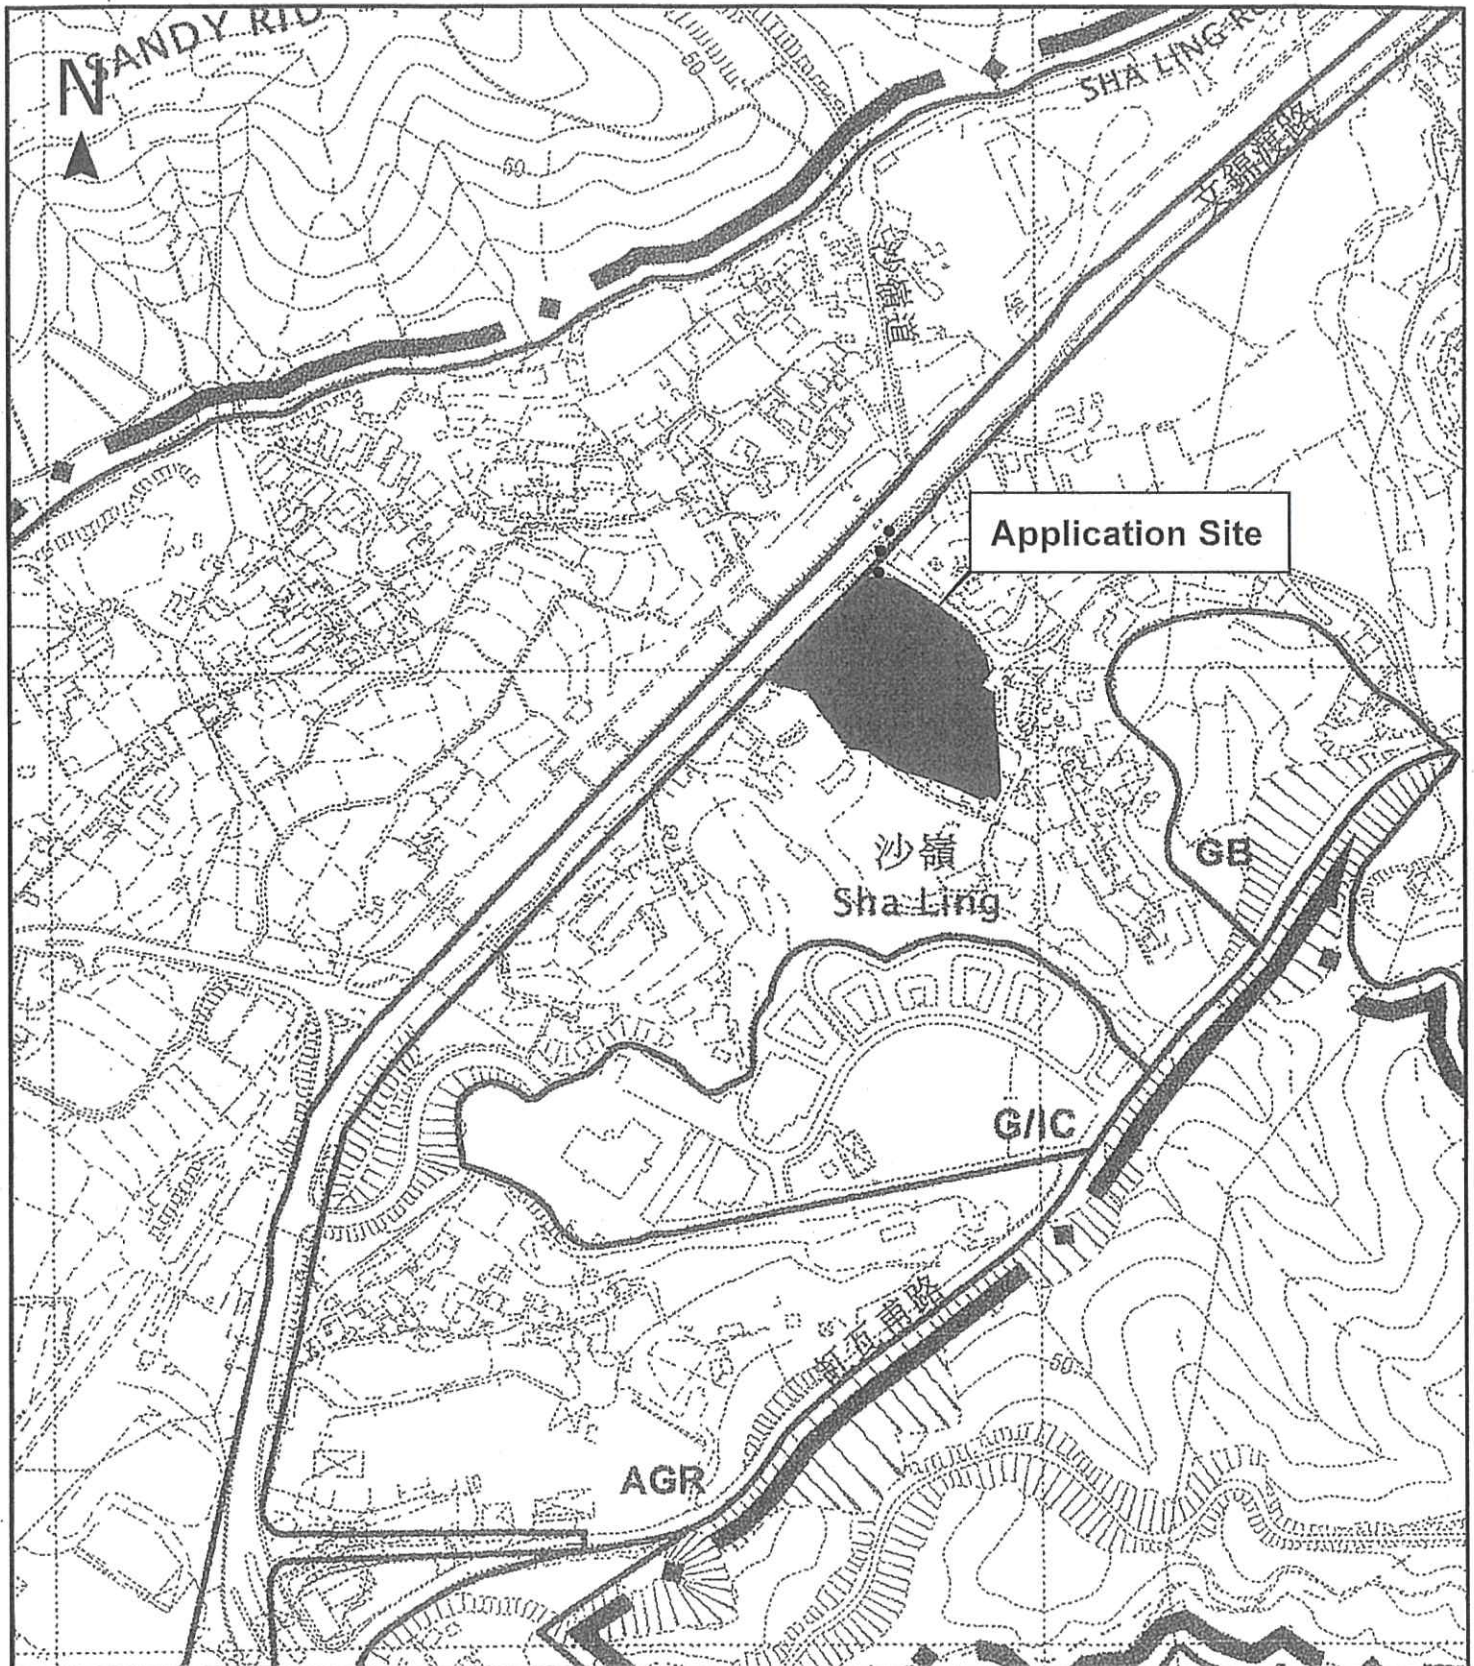 SANDY RID
N
SHA LING RO
文錦渡路
50
50
沙嶺道
Application Site
沙嶺
Sha Ling
GB
G/IC
50
AGR